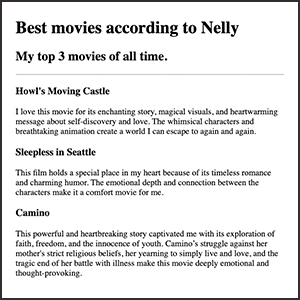 Best movies according to Nelly
My top 3 movies of all time.
Howl's Moving Castle
I love this movie for its enchanting story, magical visuals, and heartwarming
message about self-discovery and love. The whimsical characters and
breathtaking animation create a world I can escape to again and again.
Sleepless in Seattle
This film holds a special place in my heart because of its timeless romance
and charming humor. The emotional depth and connection between the
characters make it a comfort movie for me.
Camino
This powerful and heartbreaking story captivated me with its exploration of
faith, freedom, and the innocence of youth. Camino’s struggle against her
mother's strict religious beliefs, her yearning to simply live and love, and the
tragic end of her battle with illness make this movie deeply emotional and
thought-provoking.